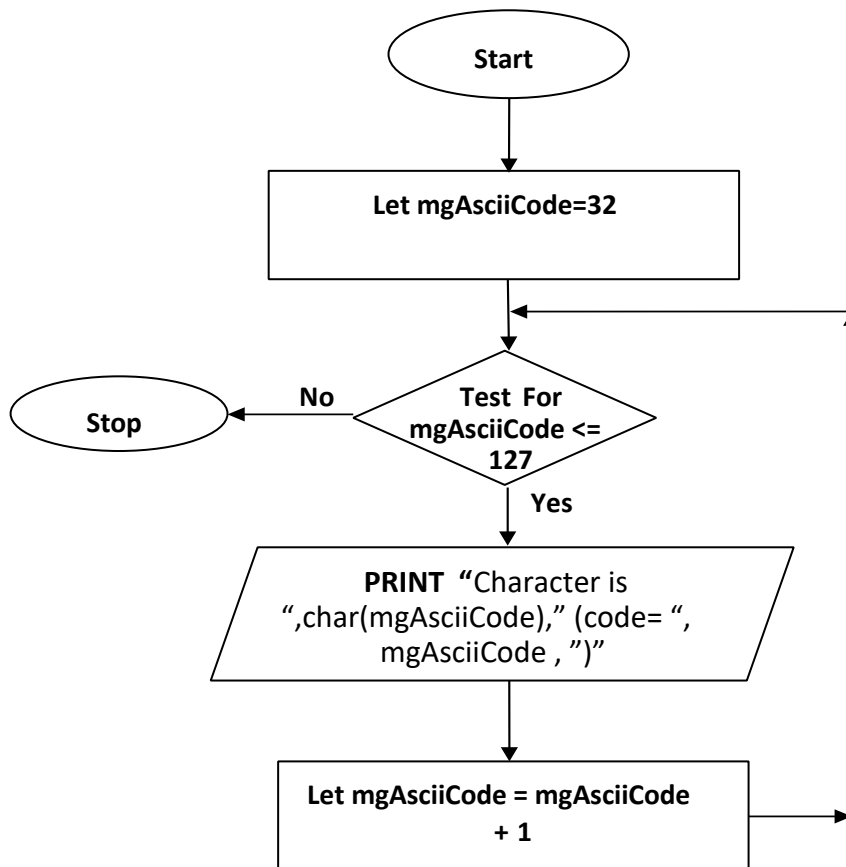 Start
Let mgAsciiCode=32
Test For
mgAsciiCode <=
127
No
Stop
Yes
PRINT “Character is
“,char(mgAsciiCode),” (code= “,
mgAsciiCode , ”)”
Let mgAsciiCode = mgAsciiCode
+ 1